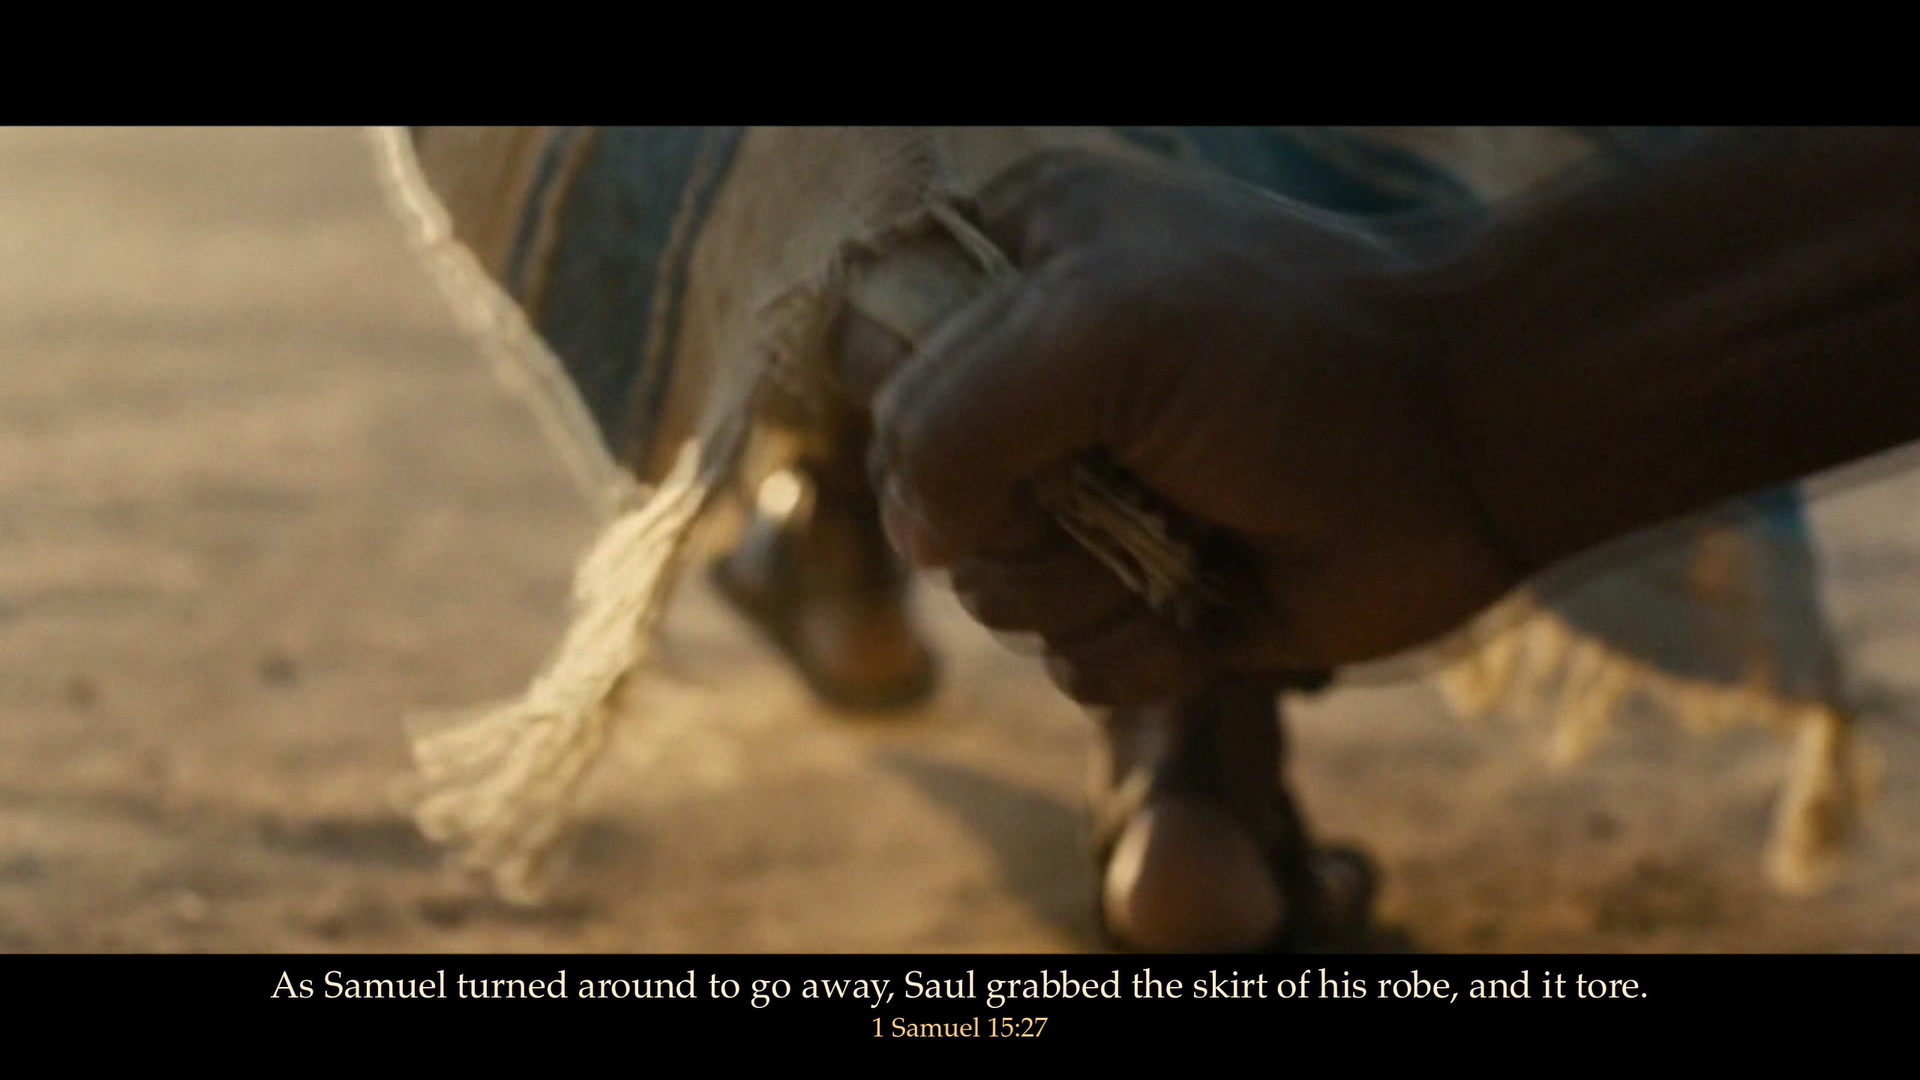 As Samuel turned around to go away, Saul grabbed the skirt of his robe, and it tore.
1 Samuel 15:27